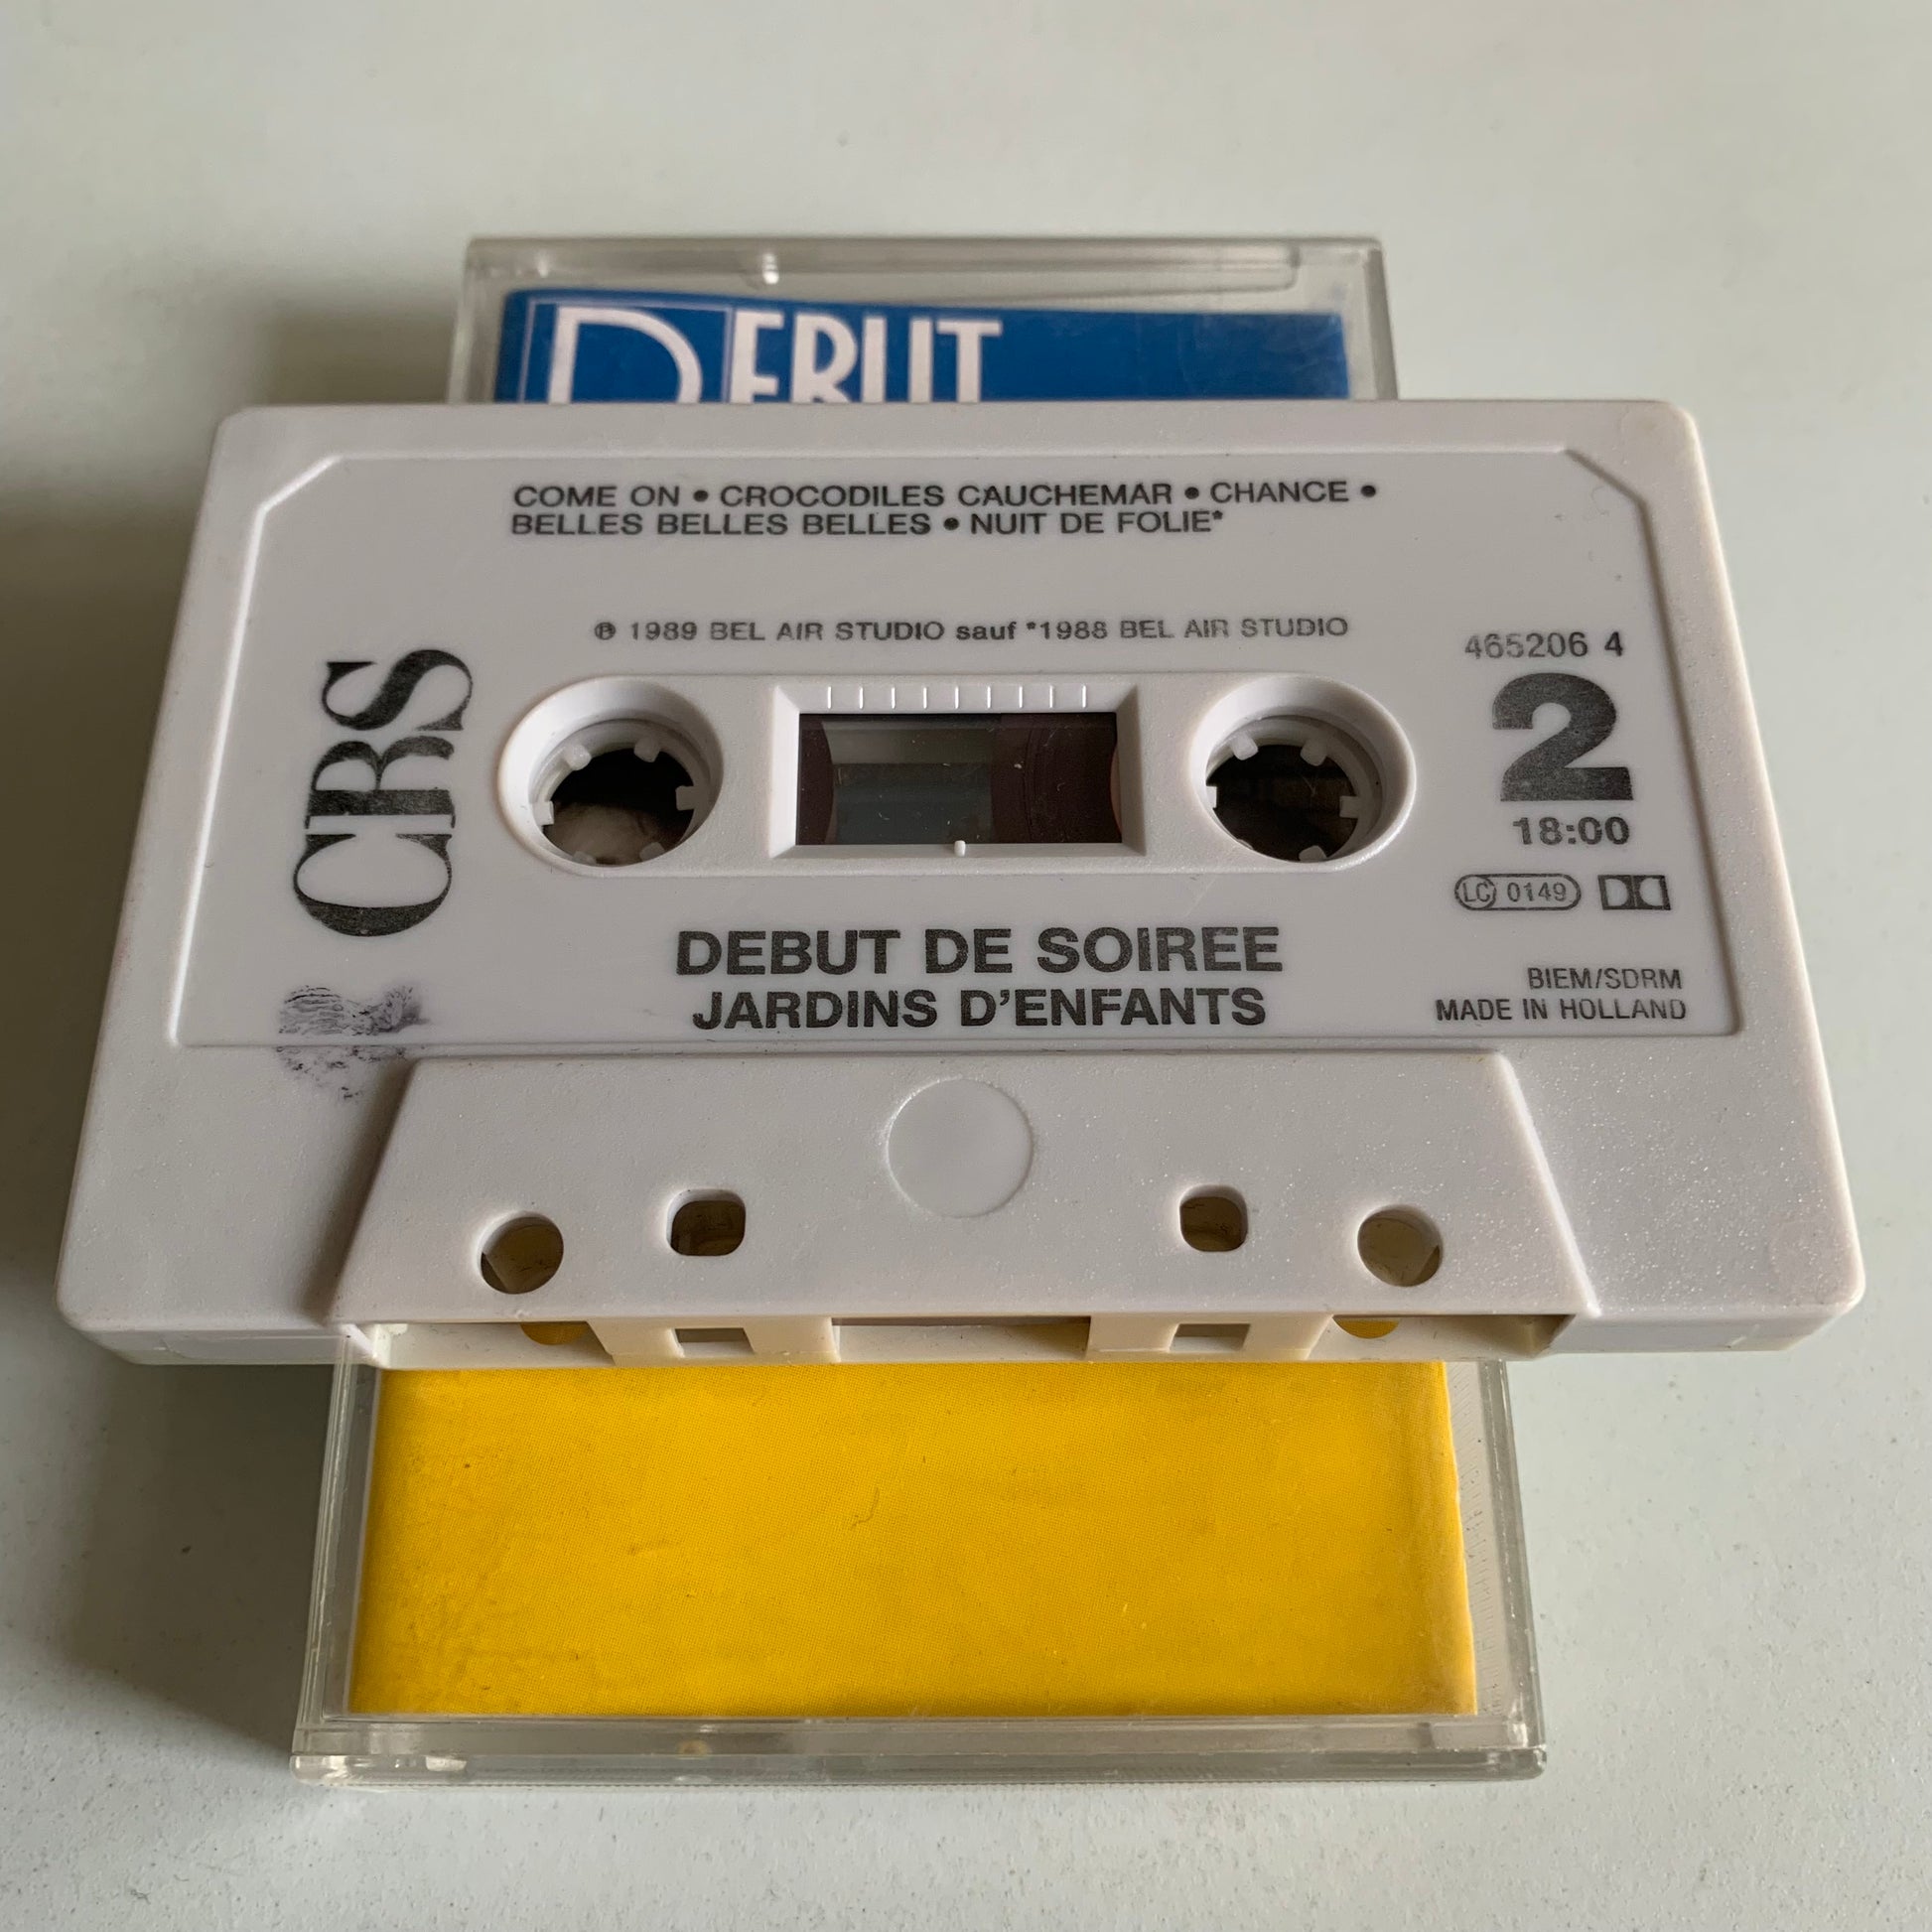 DEBUT
COME ON • CROCODILES CAUCHEMAR • CHANCE •
BELLES BELLES BELLES • NUIT DE FOLIE*
℗ 1989 BEL AIR STUDIO sauf *1988 BEL AIR STUDIO
465206 4
CBS
2
18:00
LC 0149
DEBUT DE SOIREE
JARDINS D'ENFANTS
BIEM/SDRM
MADE IN HOLLAND